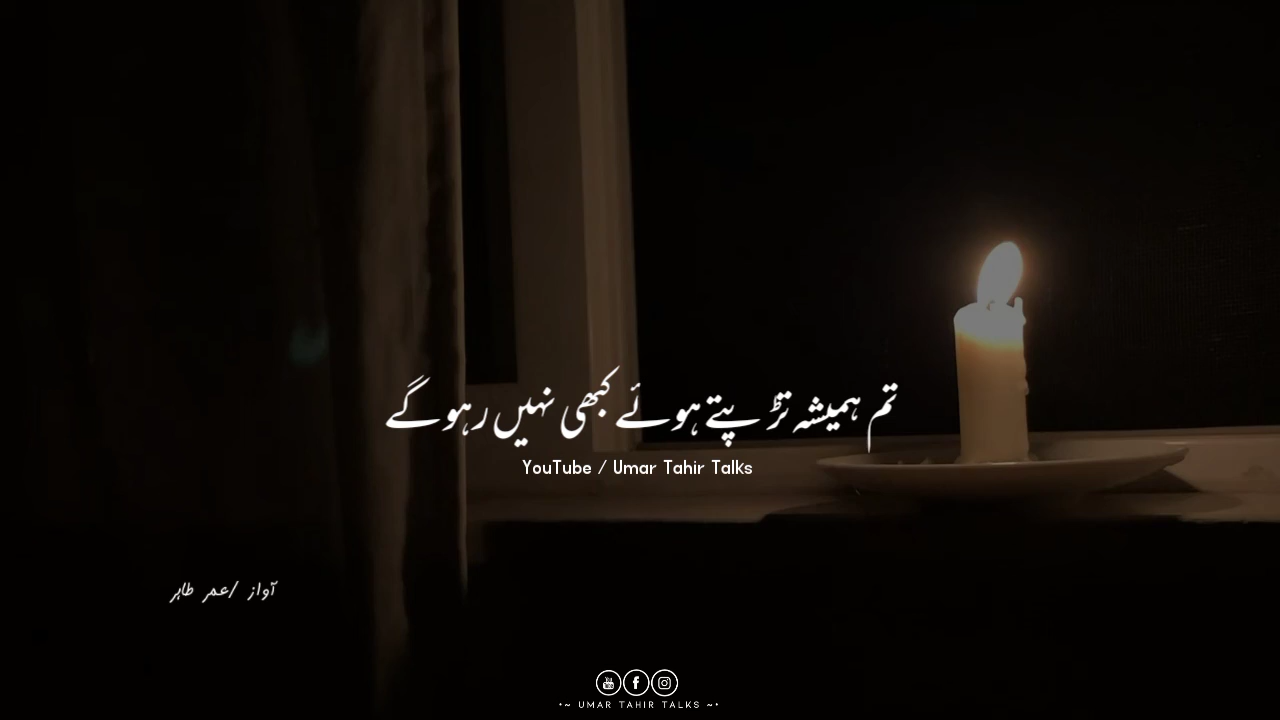 تم ہمیشہ تڑپتے ہوئے کبھی نہیں رہو گے
YouTube / Umar Tahir Talks
آواز /عمر طاہر
•~ UMAR TAHIR TALKS ~•